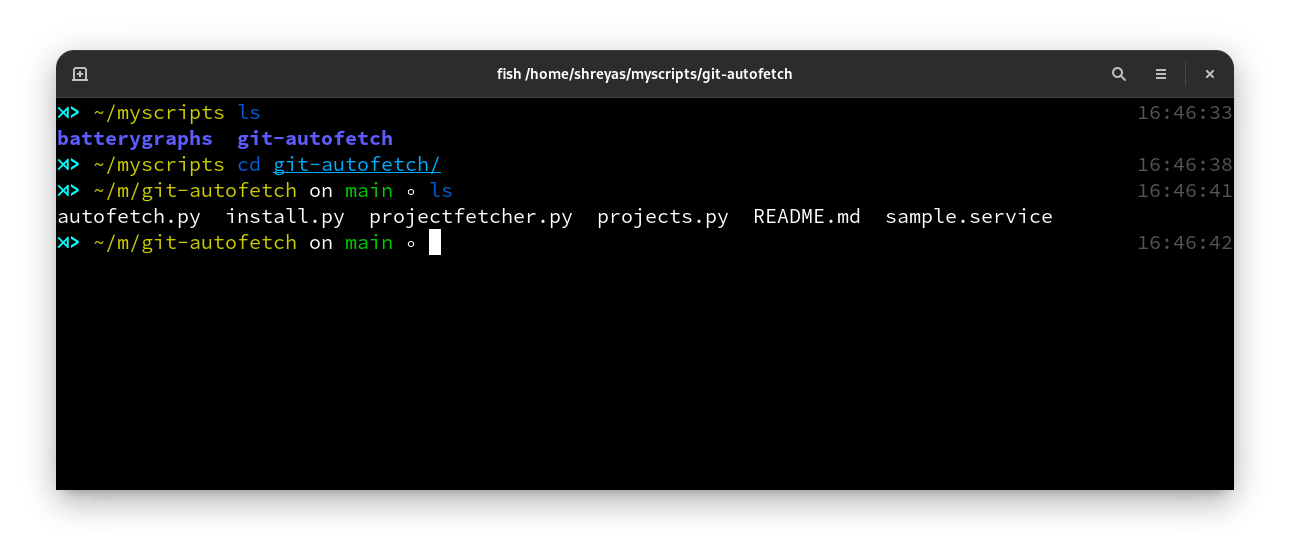 fish /home/shreyas/myscripts/git-autofetch
⋊> ~/myscripts ls 16:46:33
batterygraphs  git-autofetch
⋊> ~/myscripts cd git-autofetch/ 16:46:38
⋊> ~/m/git-autofetch on main ∘ ls 16:46:41
autofetch.py  install.py  projectfetcher.py  projects.py  README.md  sample.service
⋊> ~/m/git-autofetch on main ∘ 16:46:42